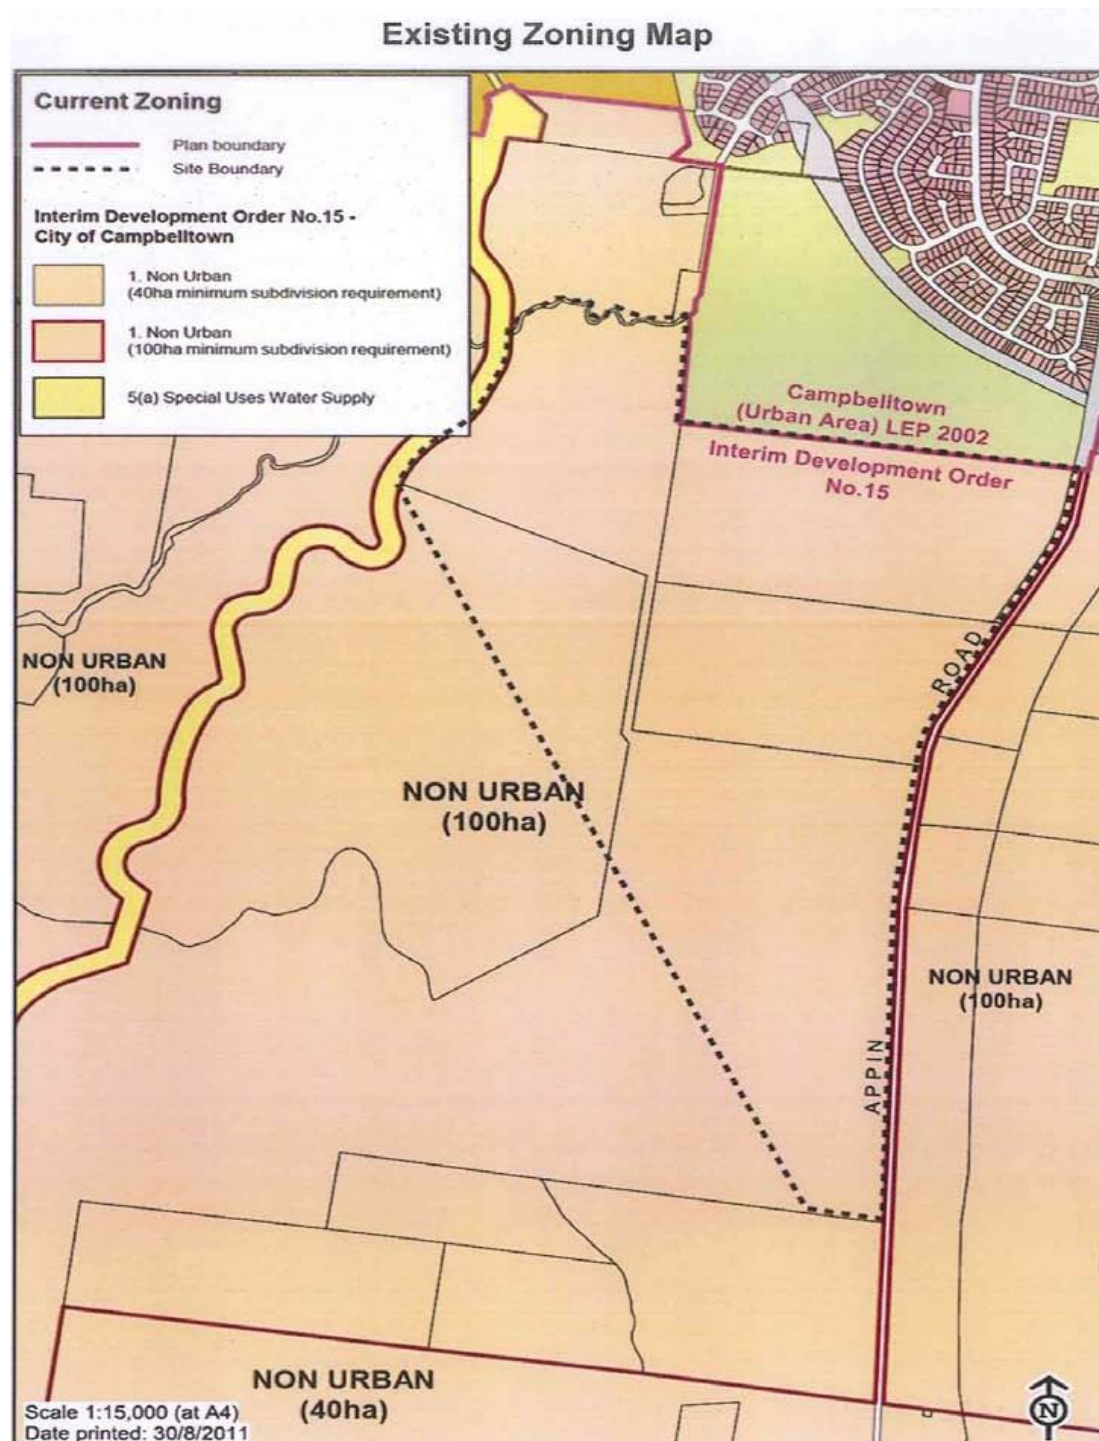 Existing Zoning Map
Current Zoning
Plan boundary
Site Boundary
Interim Development Order No.15 -
City of Campbelltown
1. Non Urban
(40ha minimum subdivision requirement)
1. Non Urban
(100ha minimum subdivision requirement)
5(a) Special Uses Water Supply
Campbelltown
(Urban Area) LEP 2002
Interim Development Order
No.15
ROAD
NON URBAN
(100ha)
NON URBAN
(100ha)
NON URBAN
(100ha)
APPIN
NON URBAN
(40ha)
Scale 1:15,000 (at A4)
Date printed: 30/8/2011
N